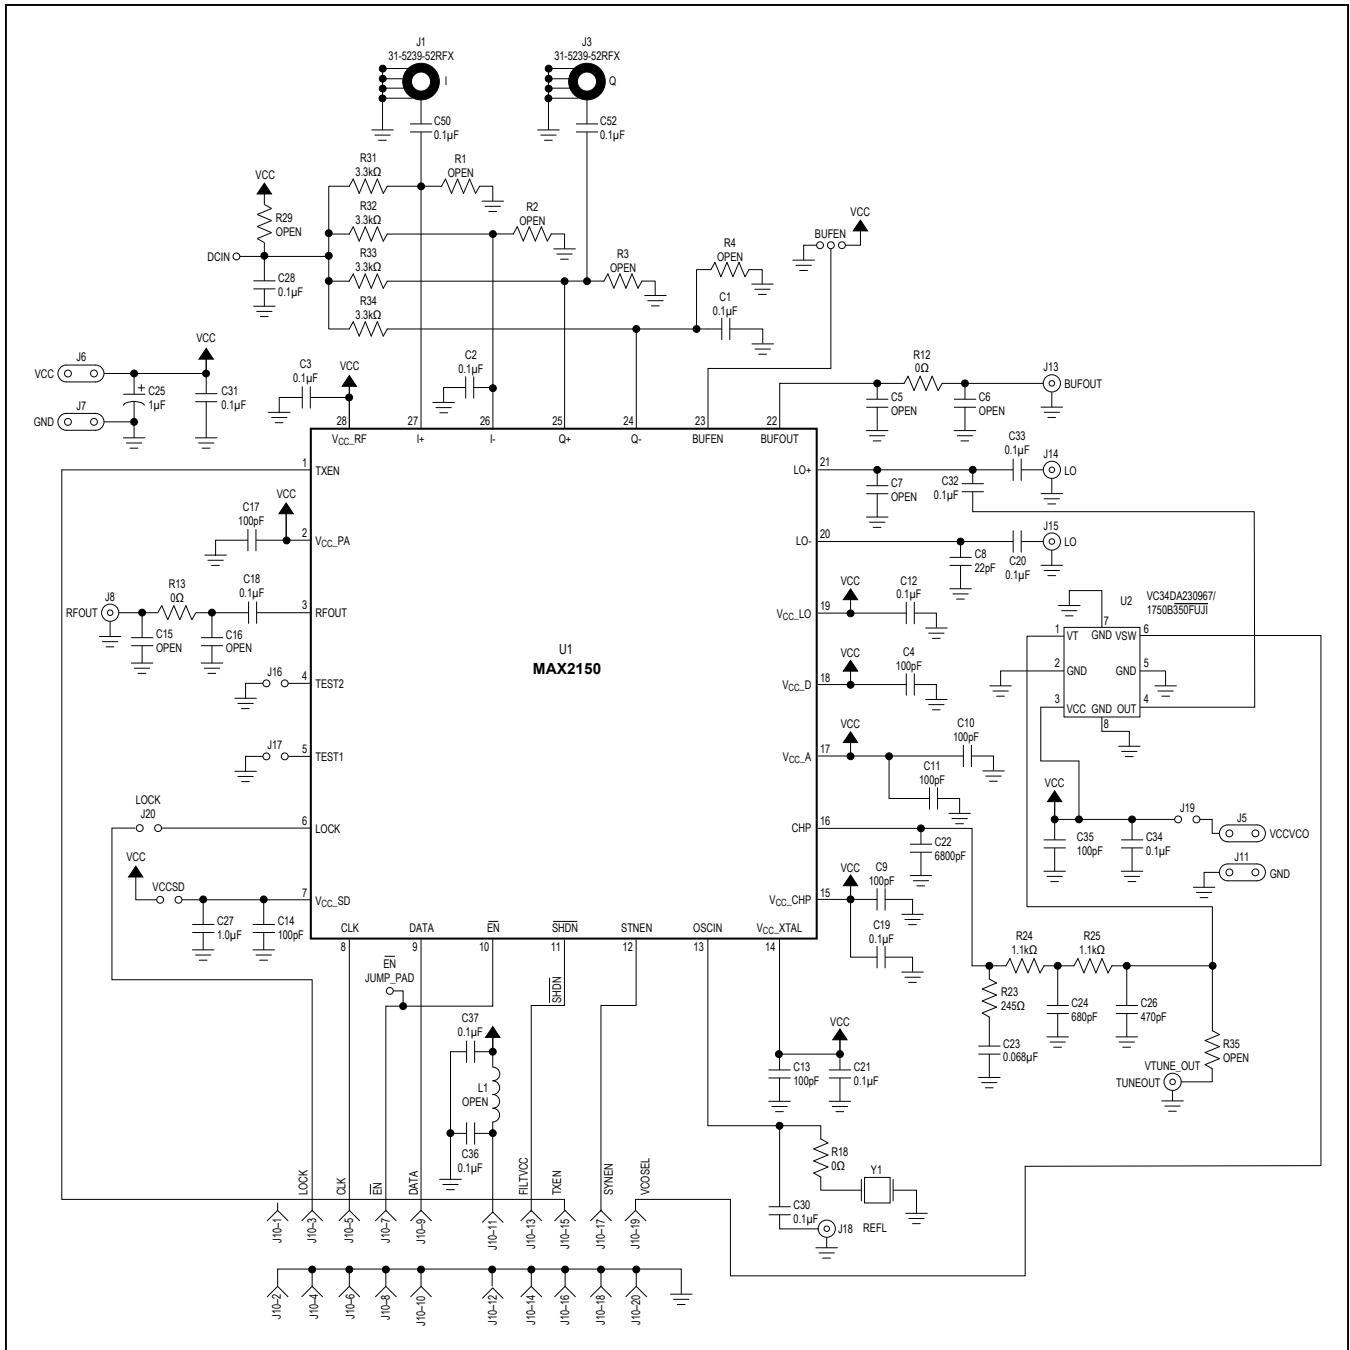 J1
31-5239-52RFX
I
J3
31-5239-52RFX
Q
C50
0.1µF
C52
0.1µF
R31
3.3kΩ
R1
OPEN
VCC
R29
OPEN
R32
3.3kΩ
R2
OPEN
DCIN
C28
0.1µF
R33
3.3kΩ
R3
OPEN
R4
OPEN
BUFEN
VCC
R34
3.3kΩ
C1
0.1µF
J6
VCC
C25
+
1µF
VCC
C31
0.1µF
J7
GND
C3
0.1µF
VCC
C2
0.1µF
R12
0Ω
J13
BUFOUT
C5
OPEN
C6
OPEN
28
27
26
25
24
23
22
VCC_RF
I+
I-
Q+
Q-
BUFEN
BUFOUT
1
TXEN
LO+
21
C7
OPEN
C32
0.1µF
C33
0.1µF
J14
LO
C17
100pF
VCC
2
VCC_PA
LO-
20
C8
22pF
C20
0.1µF
J15
LO
J8
RFOUT
R13
0Ω
C18
0.1µF
3
RFOUT
C15
OPEN
C16
OPEN
VCC_LO
19
VCC
C12
0.1µF
U2
VC34DA230967/
1750B350FUJI
1
VT
7
GND
VSW
6
2
GND
GND
5
3
VCC
GND
OUT
4
8
U1
MAX2150
J16
4
TEST2
VCC_D
18
VCC
C4
100pF
J17
5
TEST1
VCC_A
17
VCC
C10
100pF
C11
100pF
LOCK
J20
6
LOCK
CHP
16
C22
6800pF
VCC
C35
100pF
C34
0.1µF
J19
J5
VCCVCO
J11
GND
VCC
VCCSD
7
VCC_SD
C27
1.0µF
C14
100pF
VCC_CHP
15
VCC
C9
100pF
C19
0.1µF
CLK
DATA
EN
SHDN
STNEN
OSCIN
VCC_XTAL
8
9
10
11
12
13
14
EN
JUMP_PAD
SHDN
R24
1.1kΩ
R25
1.1kΩ
R23
245Ω
C24
680pF
C26
470pF
C23
0.068µF
R35
OPEN
VTUNE_OUT
TUNEOUT
C37
0.1µF
L1
OPEN
C36
0.1µF
VCC
C13
100pF
C21
0.1µF
R18
0Ω
Y1
C30
0.1µF
J18
REFL
LOCK
CLK
EN
DATA
FILTVCC
TXEN
SYNEN
VCOSEL
J10–1
J10–3
J10–5
J10–7
J10–9
J10–11
J10–13
J10–15
J10–17
J10–19
J10–2
J10–4
J10–6
J10–8
J10–10
J10–12
J10–14
J10–16
J10–18
J10–20